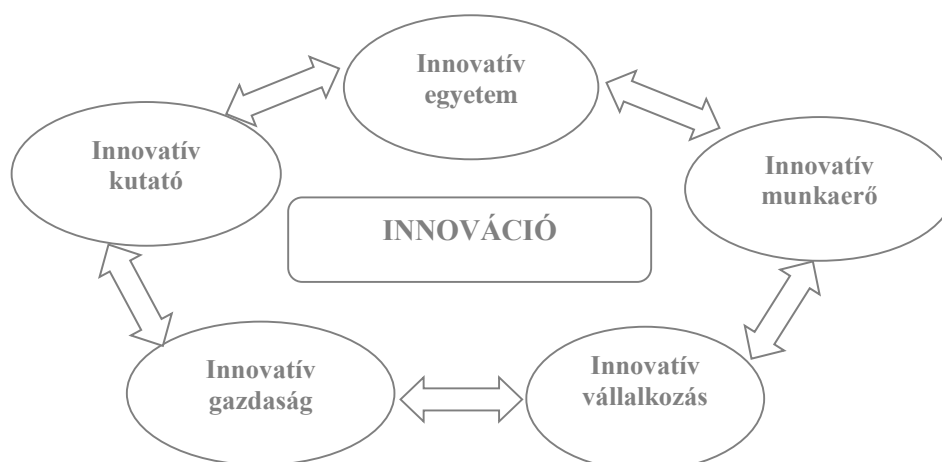 Innovatív
egyetem
Innovatív
kutató
Innovatív
munkaerő
INNOVÁCIÓ
Innovatív
gazdaság
Innovatív
vállalkozás